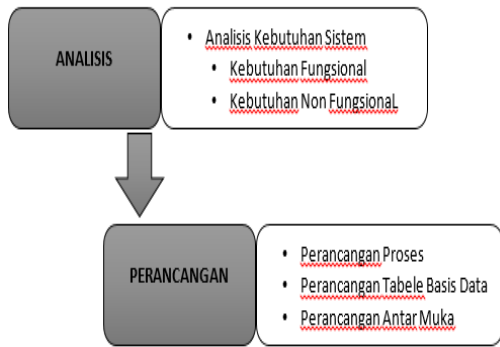 ANALISIS
• Analisis Kebutuhan Sistem
• Kebutuhan Fungsional
• Kebutuhan Non FungsionaL
PERANCANGAN
• Perancangan Proses
• Perancangan Tabele Basis Data
• Perancangan Antar Muka